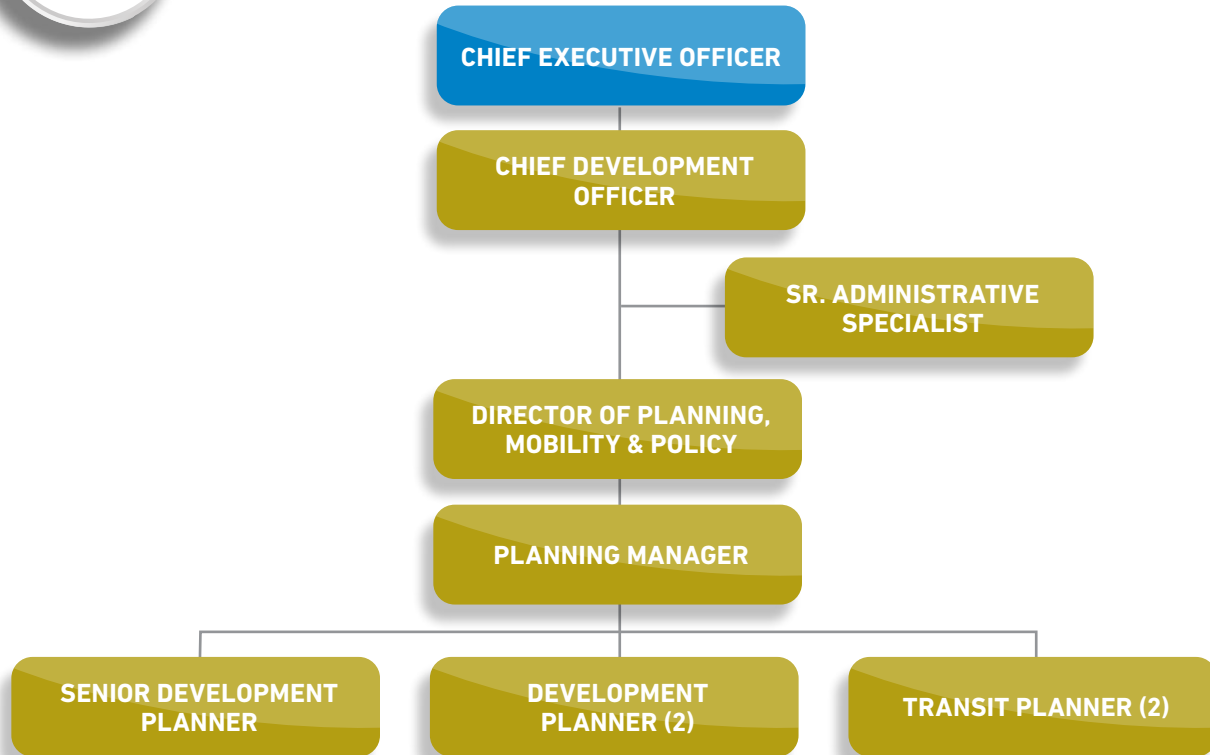 CHIEF EXECUTIVE OFFICER
CHIEF DEVELOPMENT
OFFICER
SR. ADMINISTRATIVE
SPECIALIST
DIRECTOR OF PLANNING,
MOBILITY & POLICY
PLANNING MANAGER
SENIOR DEVELOPMENT
PLANNER
DEVELOPMENT
PLANNER (2)
TRANSIT PLANNER (2)